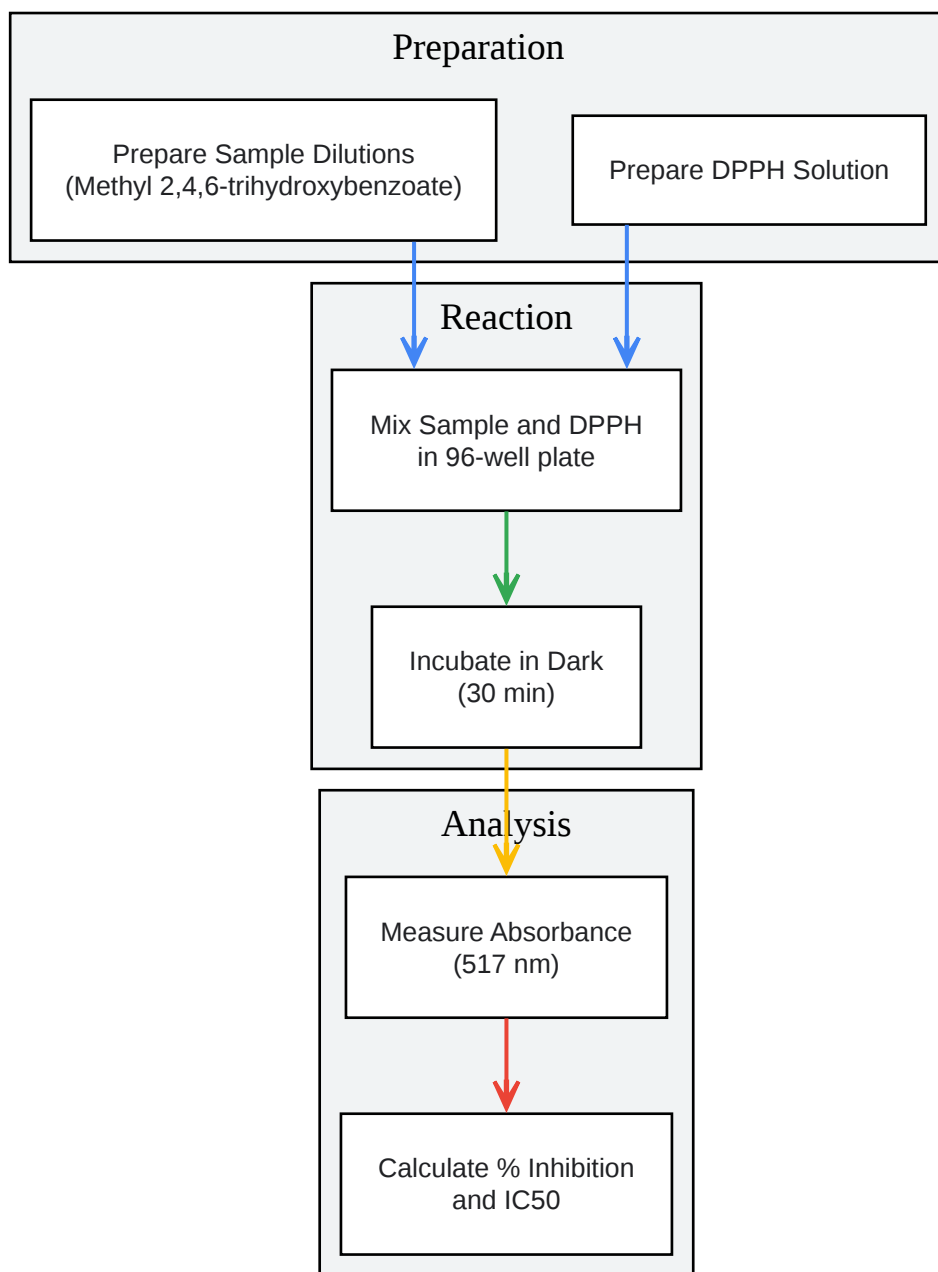 Preparation
Prepare Sample Dilutions
(Methyl 2,4,6-trihydroxybenzoate)
Prepare DPPH Solution
Reaction
Mix Sample and DPPH
in 96-well plate
Incubate in Dark
(30 min)
Analysis
Measure Absorbance
(517 nm)
Calculate % Inhibition
and IC50